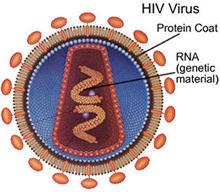 HIV Virus
Protein Coat
RNA
(genetic
material)